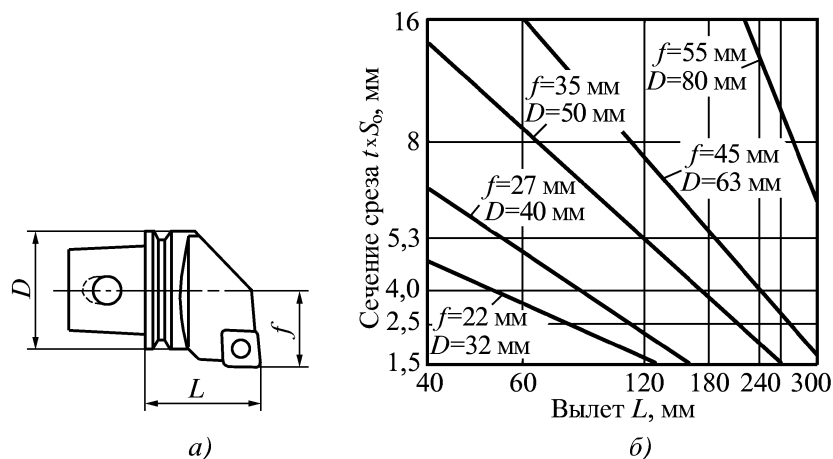 D
L
f
а)
Сечение среза t×Sо, мм
16
8
5,3
4,0
2,5
1,5
f=55 мм
D=80 мм
f=35 мм
D=50 мм
f=45 мм
D=63 мм
f=27 мм
D=40 мм
f=22 мм
D=32 мм
40 60 120 180 240 300
Вылет L, мм
б)